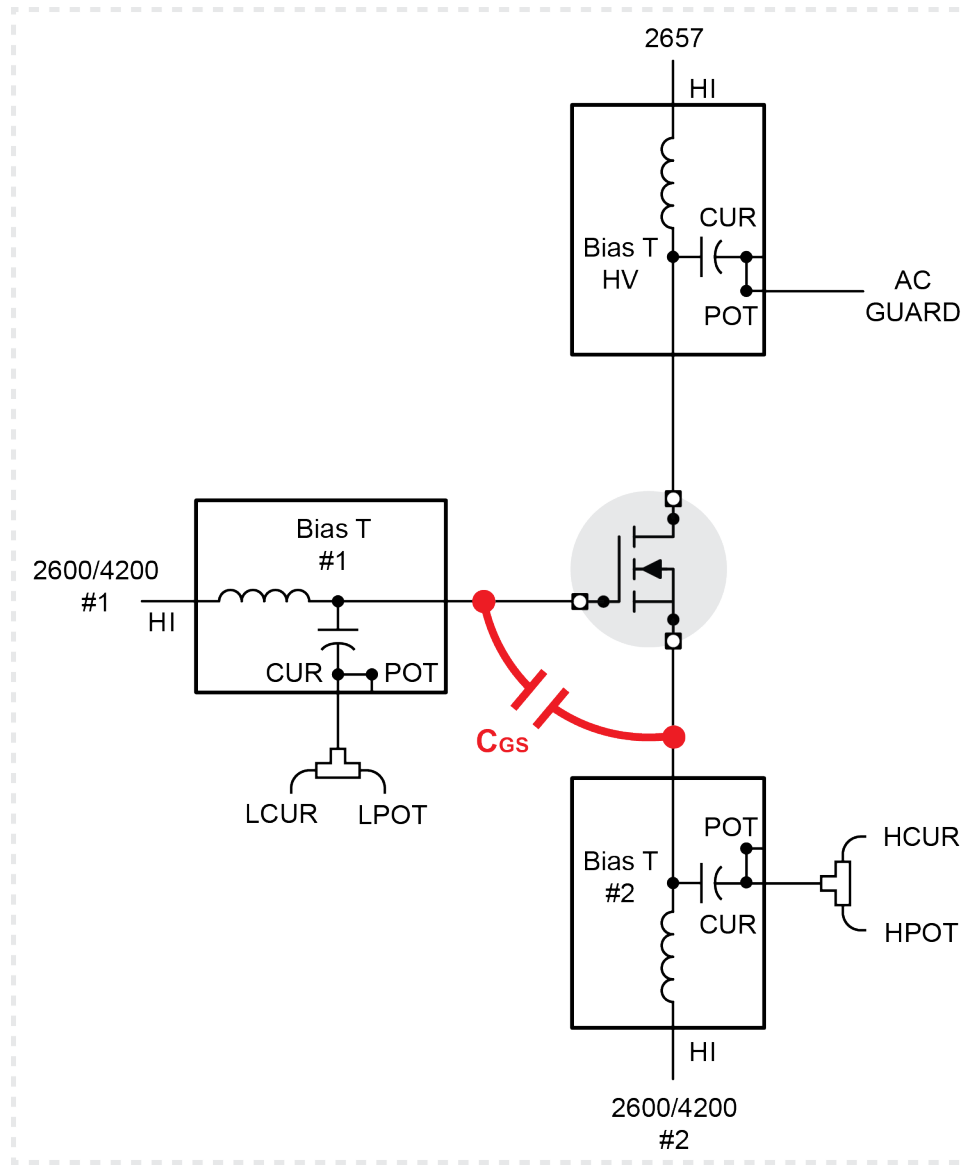 2657
HI
CUR
Bias T
HV
POT
AC
GUARD
Bias T
#1
2600/4200
#1
HI
CUR
POT
LCUR
LPOT
CGS
POT
Bias T
#2
CUR
HCUR
HPOT
HI
2600/4200
#2